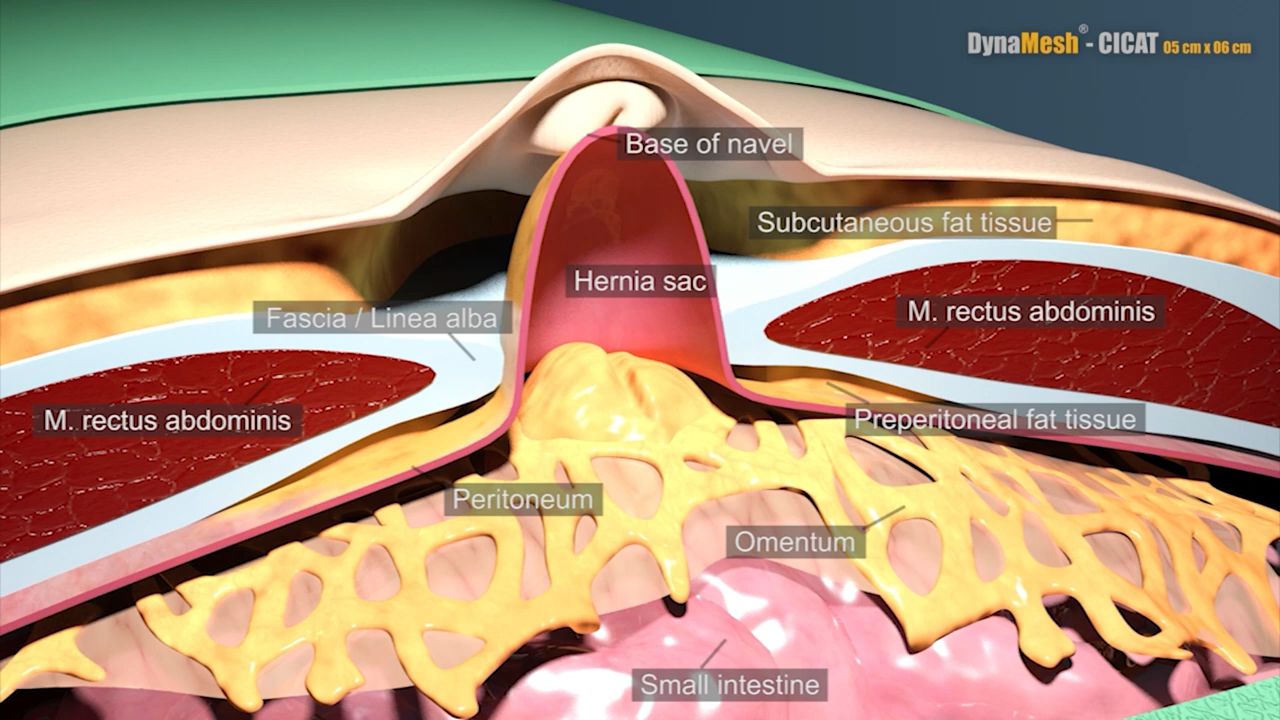 DynaMesh® - CICAT 05 cm x 06 cm
Base of navel
Subcutaneous fat tissue
Hernia sac
M. rectus abdominis
Fascia / Linea alba
M. rectus abdominis
Preperitoneal fat tissue
Peritoneum
Omentum
Small intestine